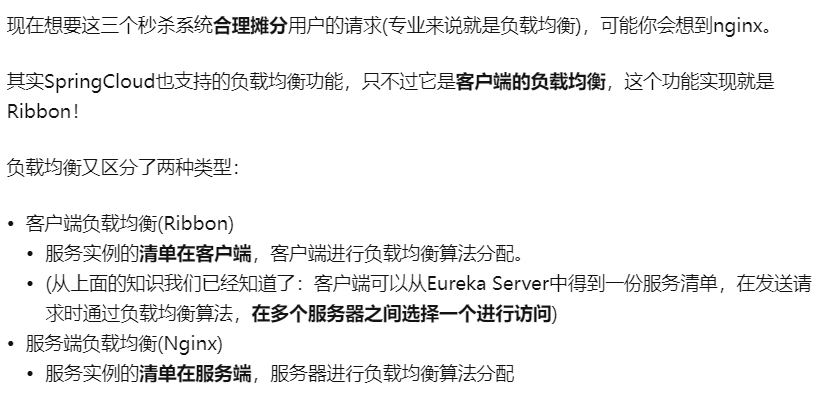 现在想要这三个秒杀系统合理摊分用户的请求(专业来说就是负载均衡)，可能你会想到nginx。
其实SpringCloud也支持的负载均衡功能，只不过它是客户端的负载均衡，这个功能实现就是
Ribbon！
负载均衡又区分了两种类型：
• 客户端负载均衡(Ribbon)
• 服务实例的清单在客户端，客户端进行负载均衡算法分配。
• (从上面的知识我们已经知道了：客户端可以从Eureka Server中得到一份服务清单，在发送请
求时通过负载均衡算法，在多个服务器之间选择一个进行访问)
• 服务端负载均衡(Nginx)
• 服务实例的清单在服务端，服务器进行负载均衡算法分配